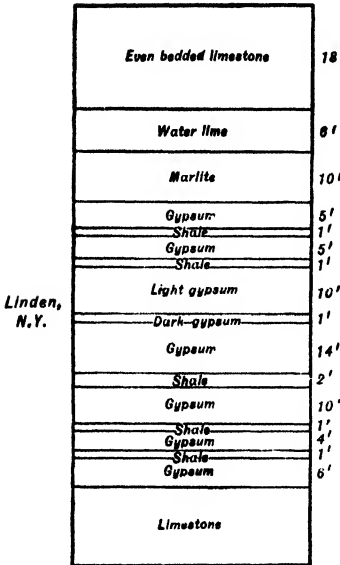 Even bedded limestone 18
Water lime 6'
Marlite 10'
Gypsum 5'
Shale 1'
Gypsum 5'
Shale 1'
Light gypsum 10'
Linden,
N.Y.
Dark gypsum 1'
Gypsum 14'
Shale 2'
Gypsum 10'
Shale 1'
Gypsum 4'
Shale 1'
Gypsum 6'
Limestone